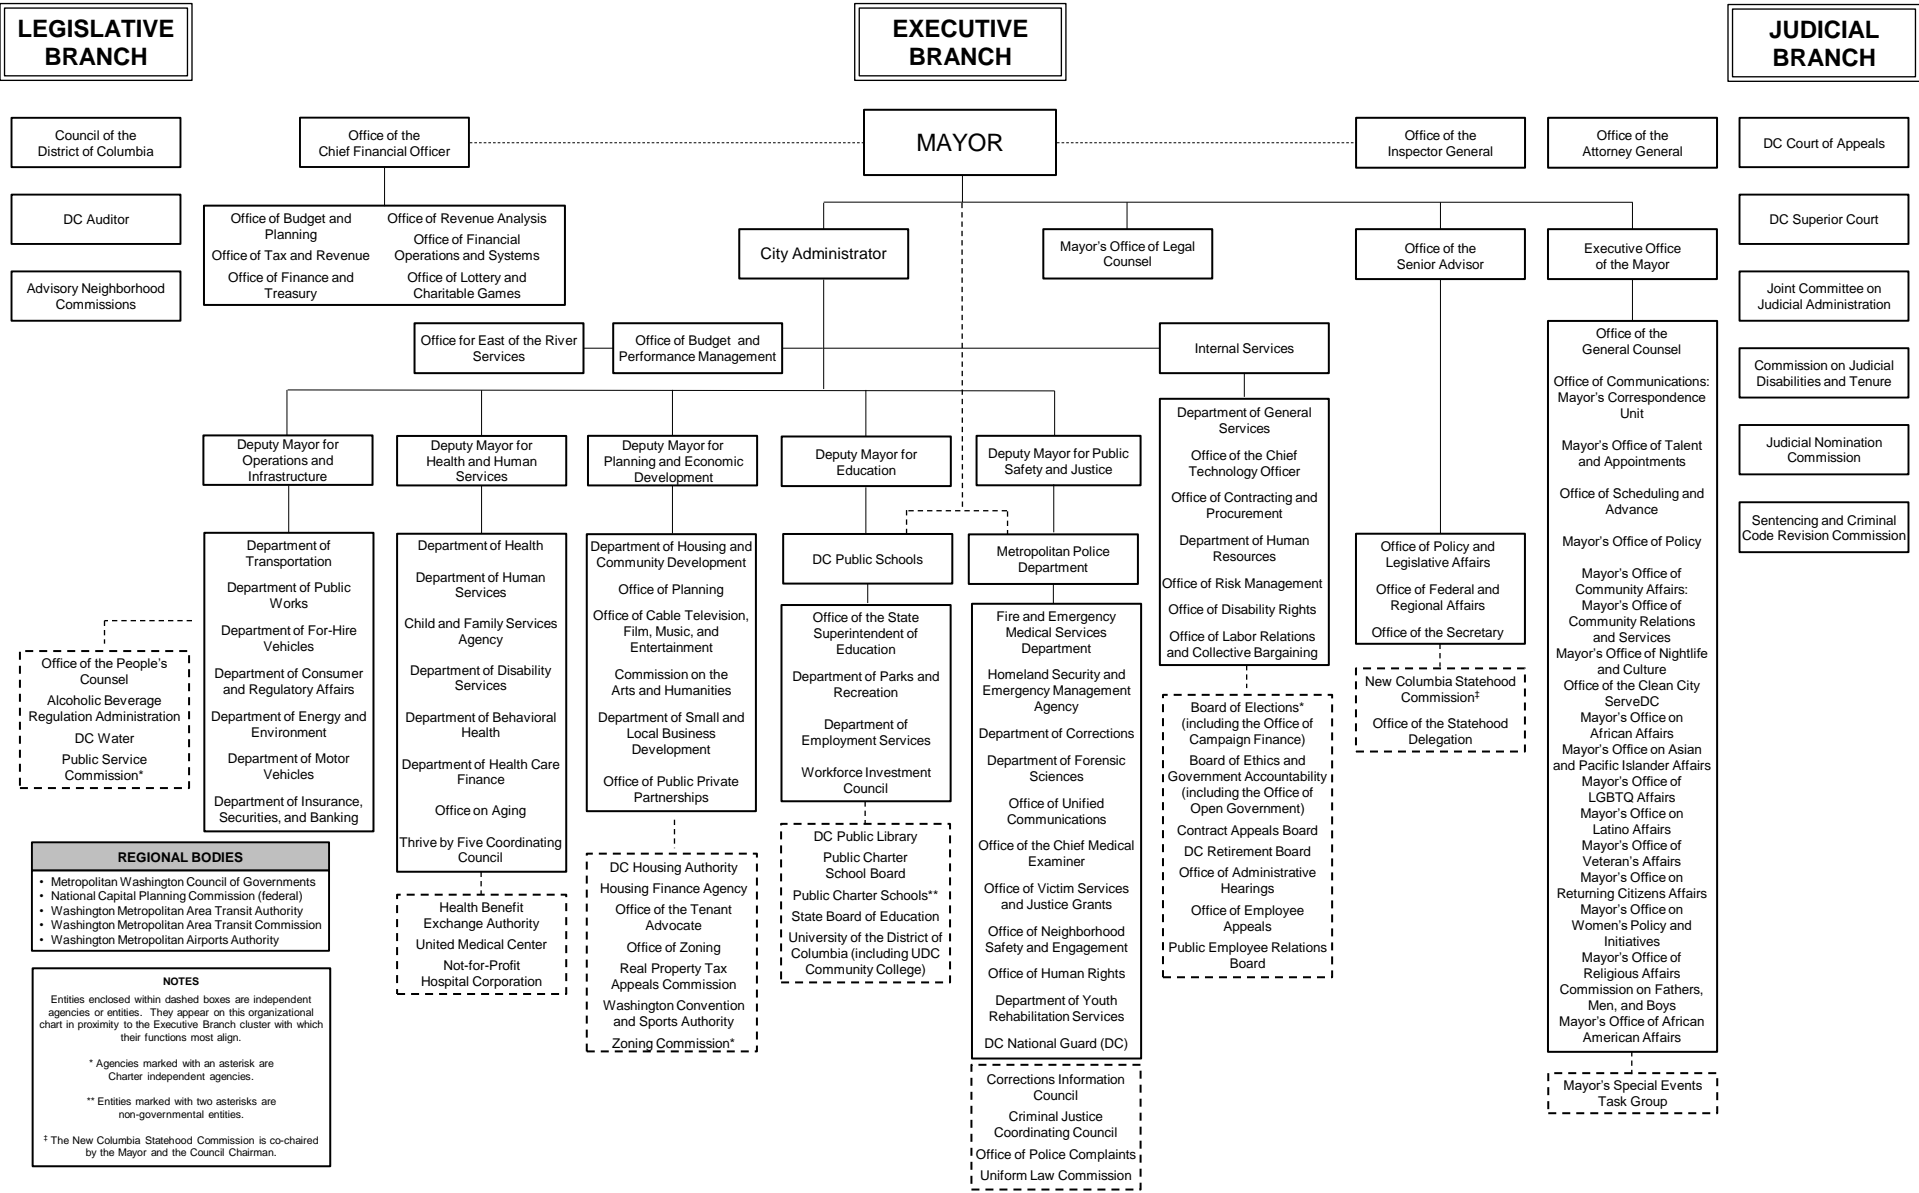 LEGISLATIVE
BRANCH
EXECUTIVE
BRANCH
JUDICIAL
BRANCH
Council of the
District of Columbia
DC Auditor
Advisory Neighborhood
Commissions
Office of the
Chief Financial Officer
MAYOR
Office of the
Inspector General
Office of the
Attorney General
DC Court of Appeals
DC Superior Court
Joint Committee on
Judicial Administration
Commission on Judicial
Disabilities and Tenure
Judicial Nomination
Commission
Sentencing and Criminal
Code Revision Commission
Office of Budget and
Planning
Office of Tax and Revenue
Office of Finance and
Treasury
Office of Revenue Analysis
Office of Financial
Operations and Systems
Office of Lottery and
Charitable Games
City Administrator
Mayor's Office of Legal
Counsel
Office of the
Senior Advisor
Executive Office
of the Mayor
Office for East of the River
Services
Office of Budget and
Performance Management
Internal Services
Deputy Mayor for
Operations and
Infrastructure
Deputy Mayor for
Health and Human
Services
Deputy Mayor for
Planning and Economic
Development
Deputy Mayor for
Education
Deputy Mayor for Public
Safety and Justice
Department of
Transportation
Department of Public
Works
Department of For-Hire
Vehicles
Department of Consumer
and Regulatory Affairs
Department of Energy and
Environment
Department of Motor
Vehicles
Department of Insurance,
Securities, and Banking
Office of the People's
Counsel
Alcoholic Beverage
Regulation Administration
DC Water
Public Service
Commission*
Department of Health
Department of Human
Services
Child and Family Services
Agency
Department of Disability
Services
Department of Behavioral
Health
Department of Health Care
Finance
Office on Aging
Thrive by Five Coordinating
Council
Health Benefit
Exchange Authority
United Medical Center
Not-for-Profit
Hospital Corporation
Department of Housing and
Community Development
Office of Planning
Office of Cable Television,
Film, Music, and
Entertainment
Commission on the
Arts and Humanities
Department of Small and
Local Business
Development
Office of Public Private
Partnerships
DC Housing Authority
Housing Finance Agency
Office of the Tenant
Advocate
Office of Zoning
Real Property Tax
Appeals Commission
Washington Convention
and Sports Authority
Zoning Commission*
DC Public Schools
Office of the State
Superintendent of
Education
Department of Parks and
Recreation
Department of
Employment Services
Workforce Investment
Council
DC Public Library
Public Charter
School Board
Public Charter Schools**
State Board of Education
University of the District of
Columbia (including UDC
Community College)
Metropolitan Police
Department
Fire and Emergency
Medical Services
Department
Homeland Security and
Emergency Management
Agency
Department of Corrections
Department of Forensic
Sciences
Office of Unified
Communications
Office of the Chief Medical
Examiner
Office of Victim Services
and Justice Grants
Office of Neighborhood
Safety and Engagement
Office of Human Rights
Department of Youth
Rehabilitation Services
DC National Guard (DC)
Corrections Information
Council
Criminal Justice
Coordinating Council
Office of Police Complaints
Uniform Law Commission
Department of General
Services
Office of the Chief
Technology Officer
Office of Contracting and
Procurement
Department of Human
Resources
Office of Risk Management
Office of Disability Rights
Office of Labor Relations
and Collective Bargaining
Board of Elections*
(including the Office of
Campaign Finance)
Board of Ethics and
Government Accountability
(including the Office of
Open Government)
Contract Appeals Board
DC Retirement Board
Office of Administrative
Hearings
Office of Employee
Appeals
Public Employee Relations
Board
Office of Policy and
Legislative Affairs
Office of Federal and
Regional Affairs
Office of the Secretary
New Columbia Statehood
Commission‡
Office of the Statehood
Delegation
Office of the
General Counsel
Office of Communications:
Mayor's Correspondence
Unit
Mayor's Office of Talent
and Appointments
Office of Scheduling and
Advance
Mayor's Office of Policy
Mayor's Office of
Community Affairs:
Mayor's Office of
Community Relations
and Services
Mayor's Office of Nightlife
and Culture
Office of the Clean City
ServeDC
Mayor's Office on
African Affairs
Mayor's Office on Asian
and Pacific Islander Affairs
Mayor's Office of
LGBTQ Affairs
Mayor's Office on
Latino Affairs
Mayor's Office of
Veteran's Affairs
Mayor's Office on
Returning Citizens Affairs
Mayor's Office on
Women's Policy and
Initiatives
Mayor's Office of
Religious Affairs
Commission on Fathers,
Men, and Boys
Mayor's Office of African
American Affairs
Mayor's Special Events
Task Group
REGIONAL BODIES
• Metropolitan Washington Council of Governments
• National Capital Planning Commission (federal)
• Washington Metropolitan Area Transit Authority
• Washington Metropolitan Area Transit Commission
• Washington Metropolitan Airports Authority
NOTES
Entities enclosed within dashed boxes are independent
agencies or entities. They appear on this organizational
chart in proximity to the Executive Branch cluster with which
their functions most align.
* Agencies marked with an asterisk are
Charter independent agencies.
** Entities marked with two asterisks are
non-governmental entities.
‡ The New Columbia Statehood Commission is co-chaired
by the Mayor and the Council Chairman.